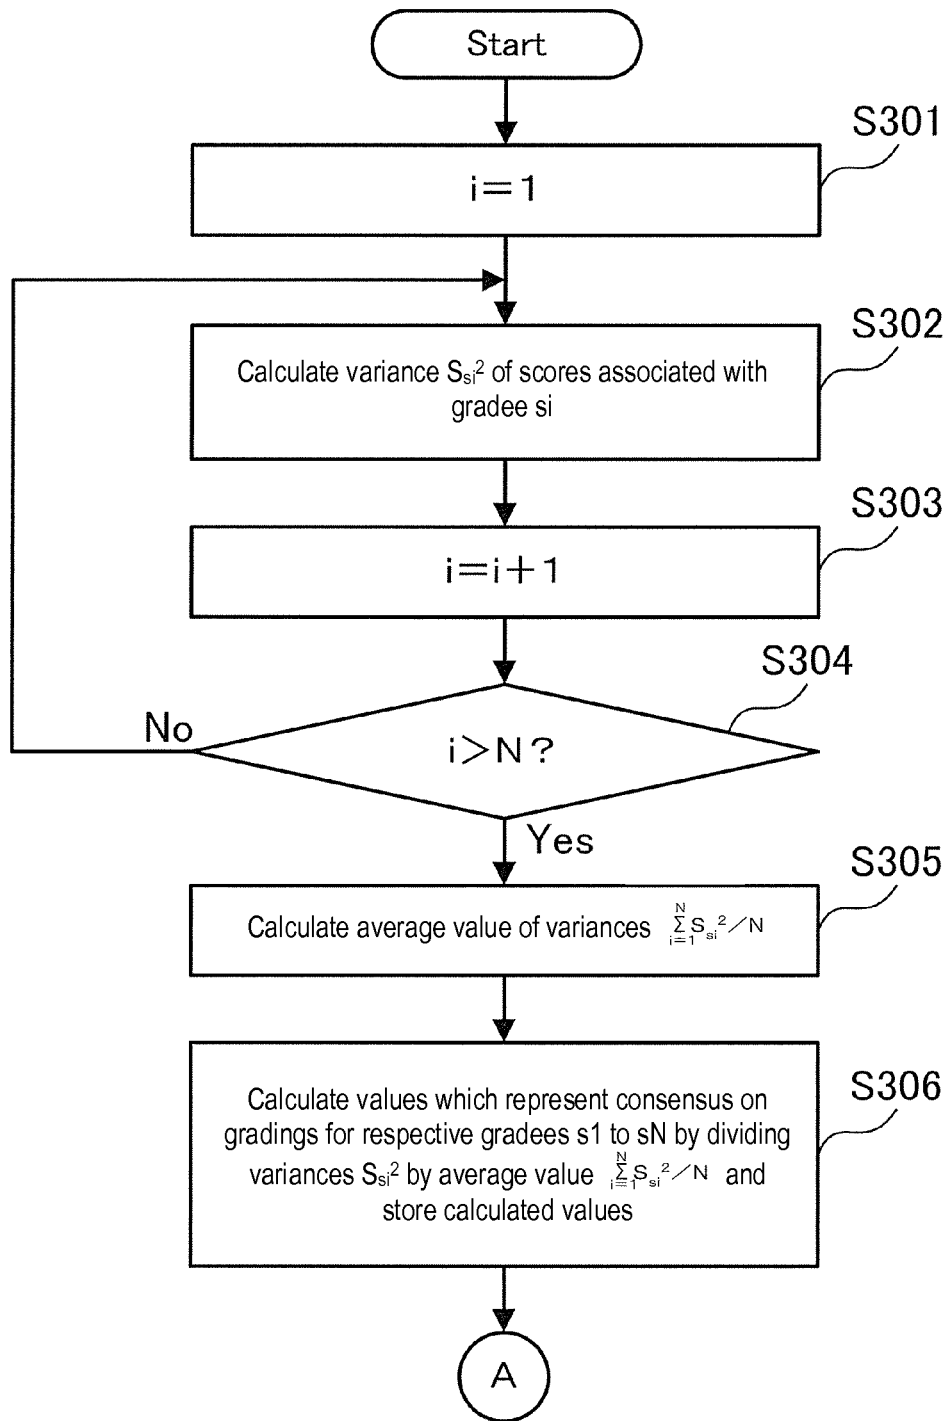 Start
S301
i=1
S302
Calculate variance Ssi² of scores associated with
gradee si
S303
i=i+1
S304
No
i>N?
Yes
S305
Calculate average value of variances N∑i=1 Ssi²/N
S306
Calculate values which represent consensus on
gradings for respective gradees s1 to sN by dividing
variances Ssi² by average value N∑i=1 Ssi²/N and
store calculated values
A